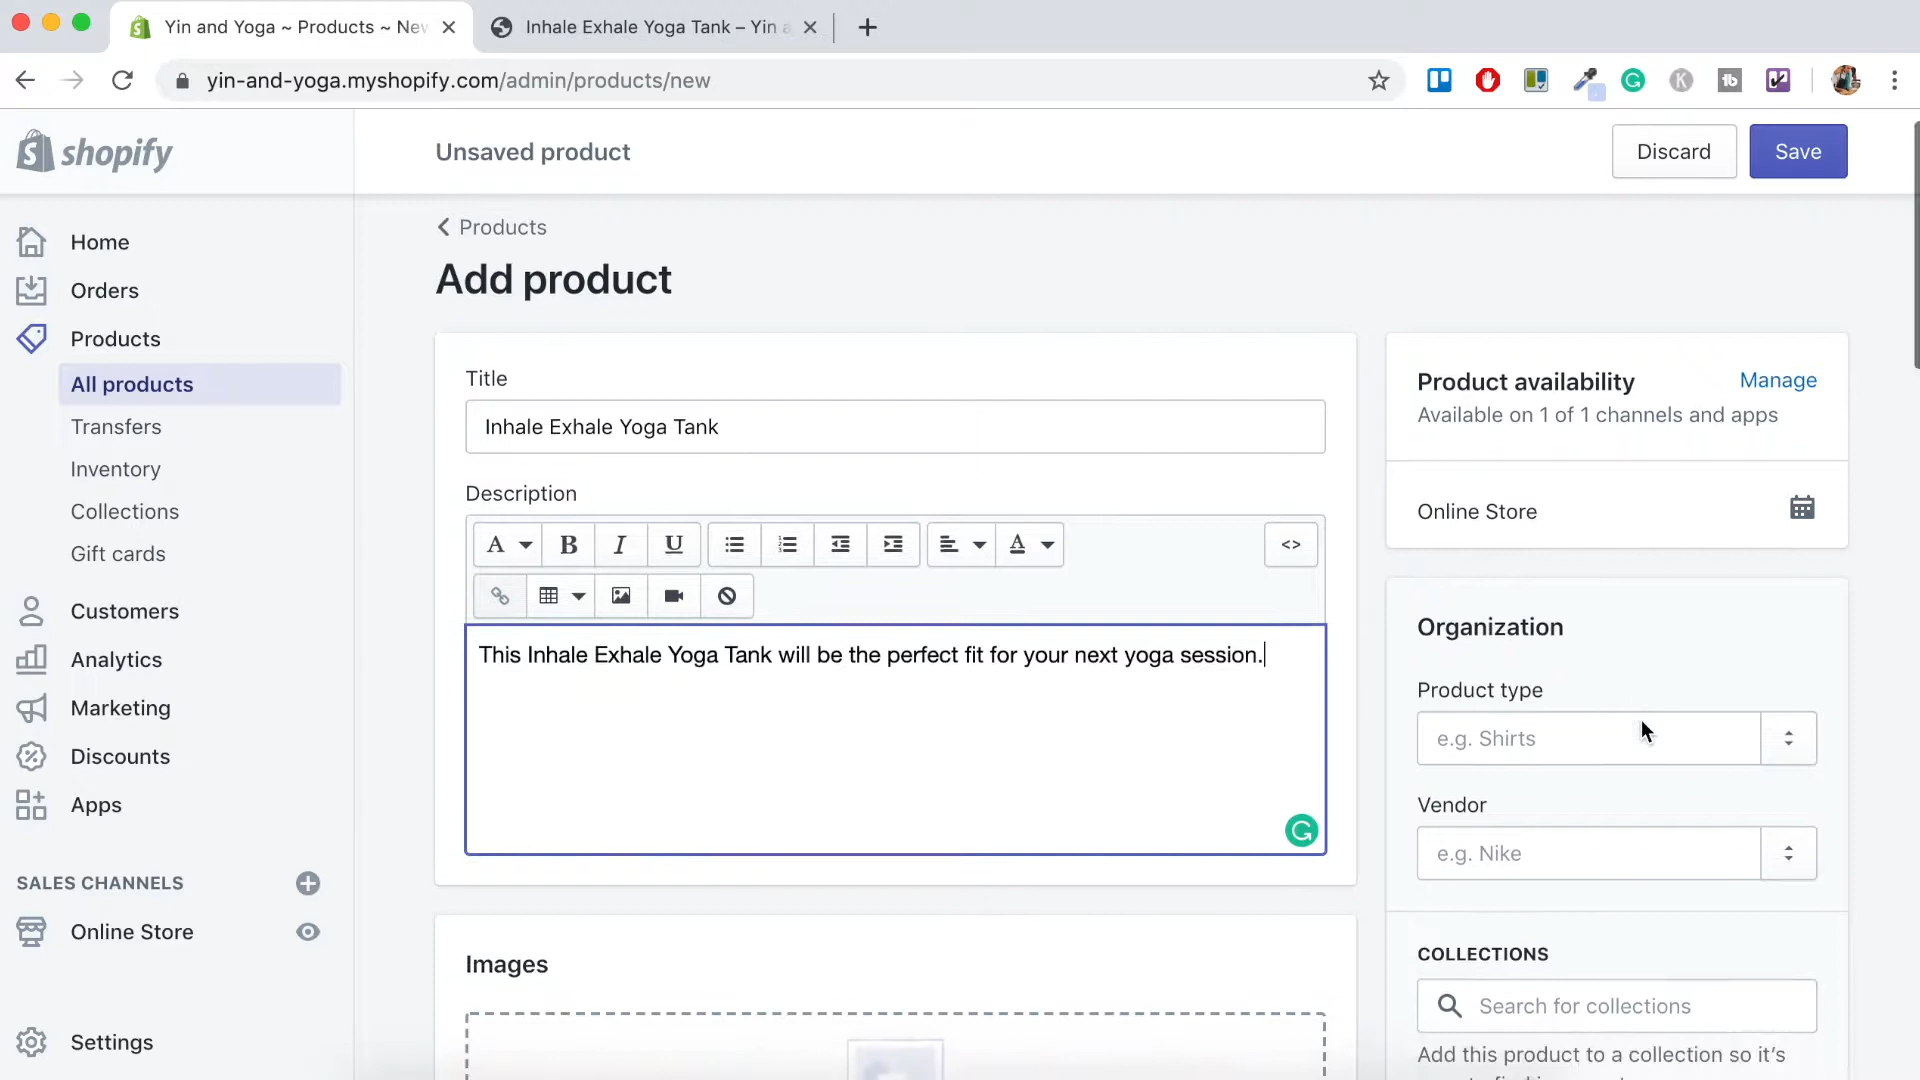 Yin and Yoga ~ Products ~ New
Inhale Exhale Yoga Tank – Yin a
yin-and-yoga.myshopify.com/admin/products/new
shopify
Unsaved product
Discard
Save
Home
Orders
Products
All products
Transfers
Inventory
Collections
Gift cards
Customers
Analytics
Marketing
Discounts
Apps
SALES CHANNELS
Online Store
Settings
Products
Add product
Title
Inhale Exhale Yoga Tank
Description
A B I U A <>
This Inhale Exhale Yoga Tank will be the perfect fit for your next yoga session.
Images
Product availability
Manage
Available on 1 of 1 channels and apps
Online Store
Organization
Product type
e.g. Shirts
Vendor
e.g. Nike
COLLECTIONS
Search for collections
Add this product to a collection so it's